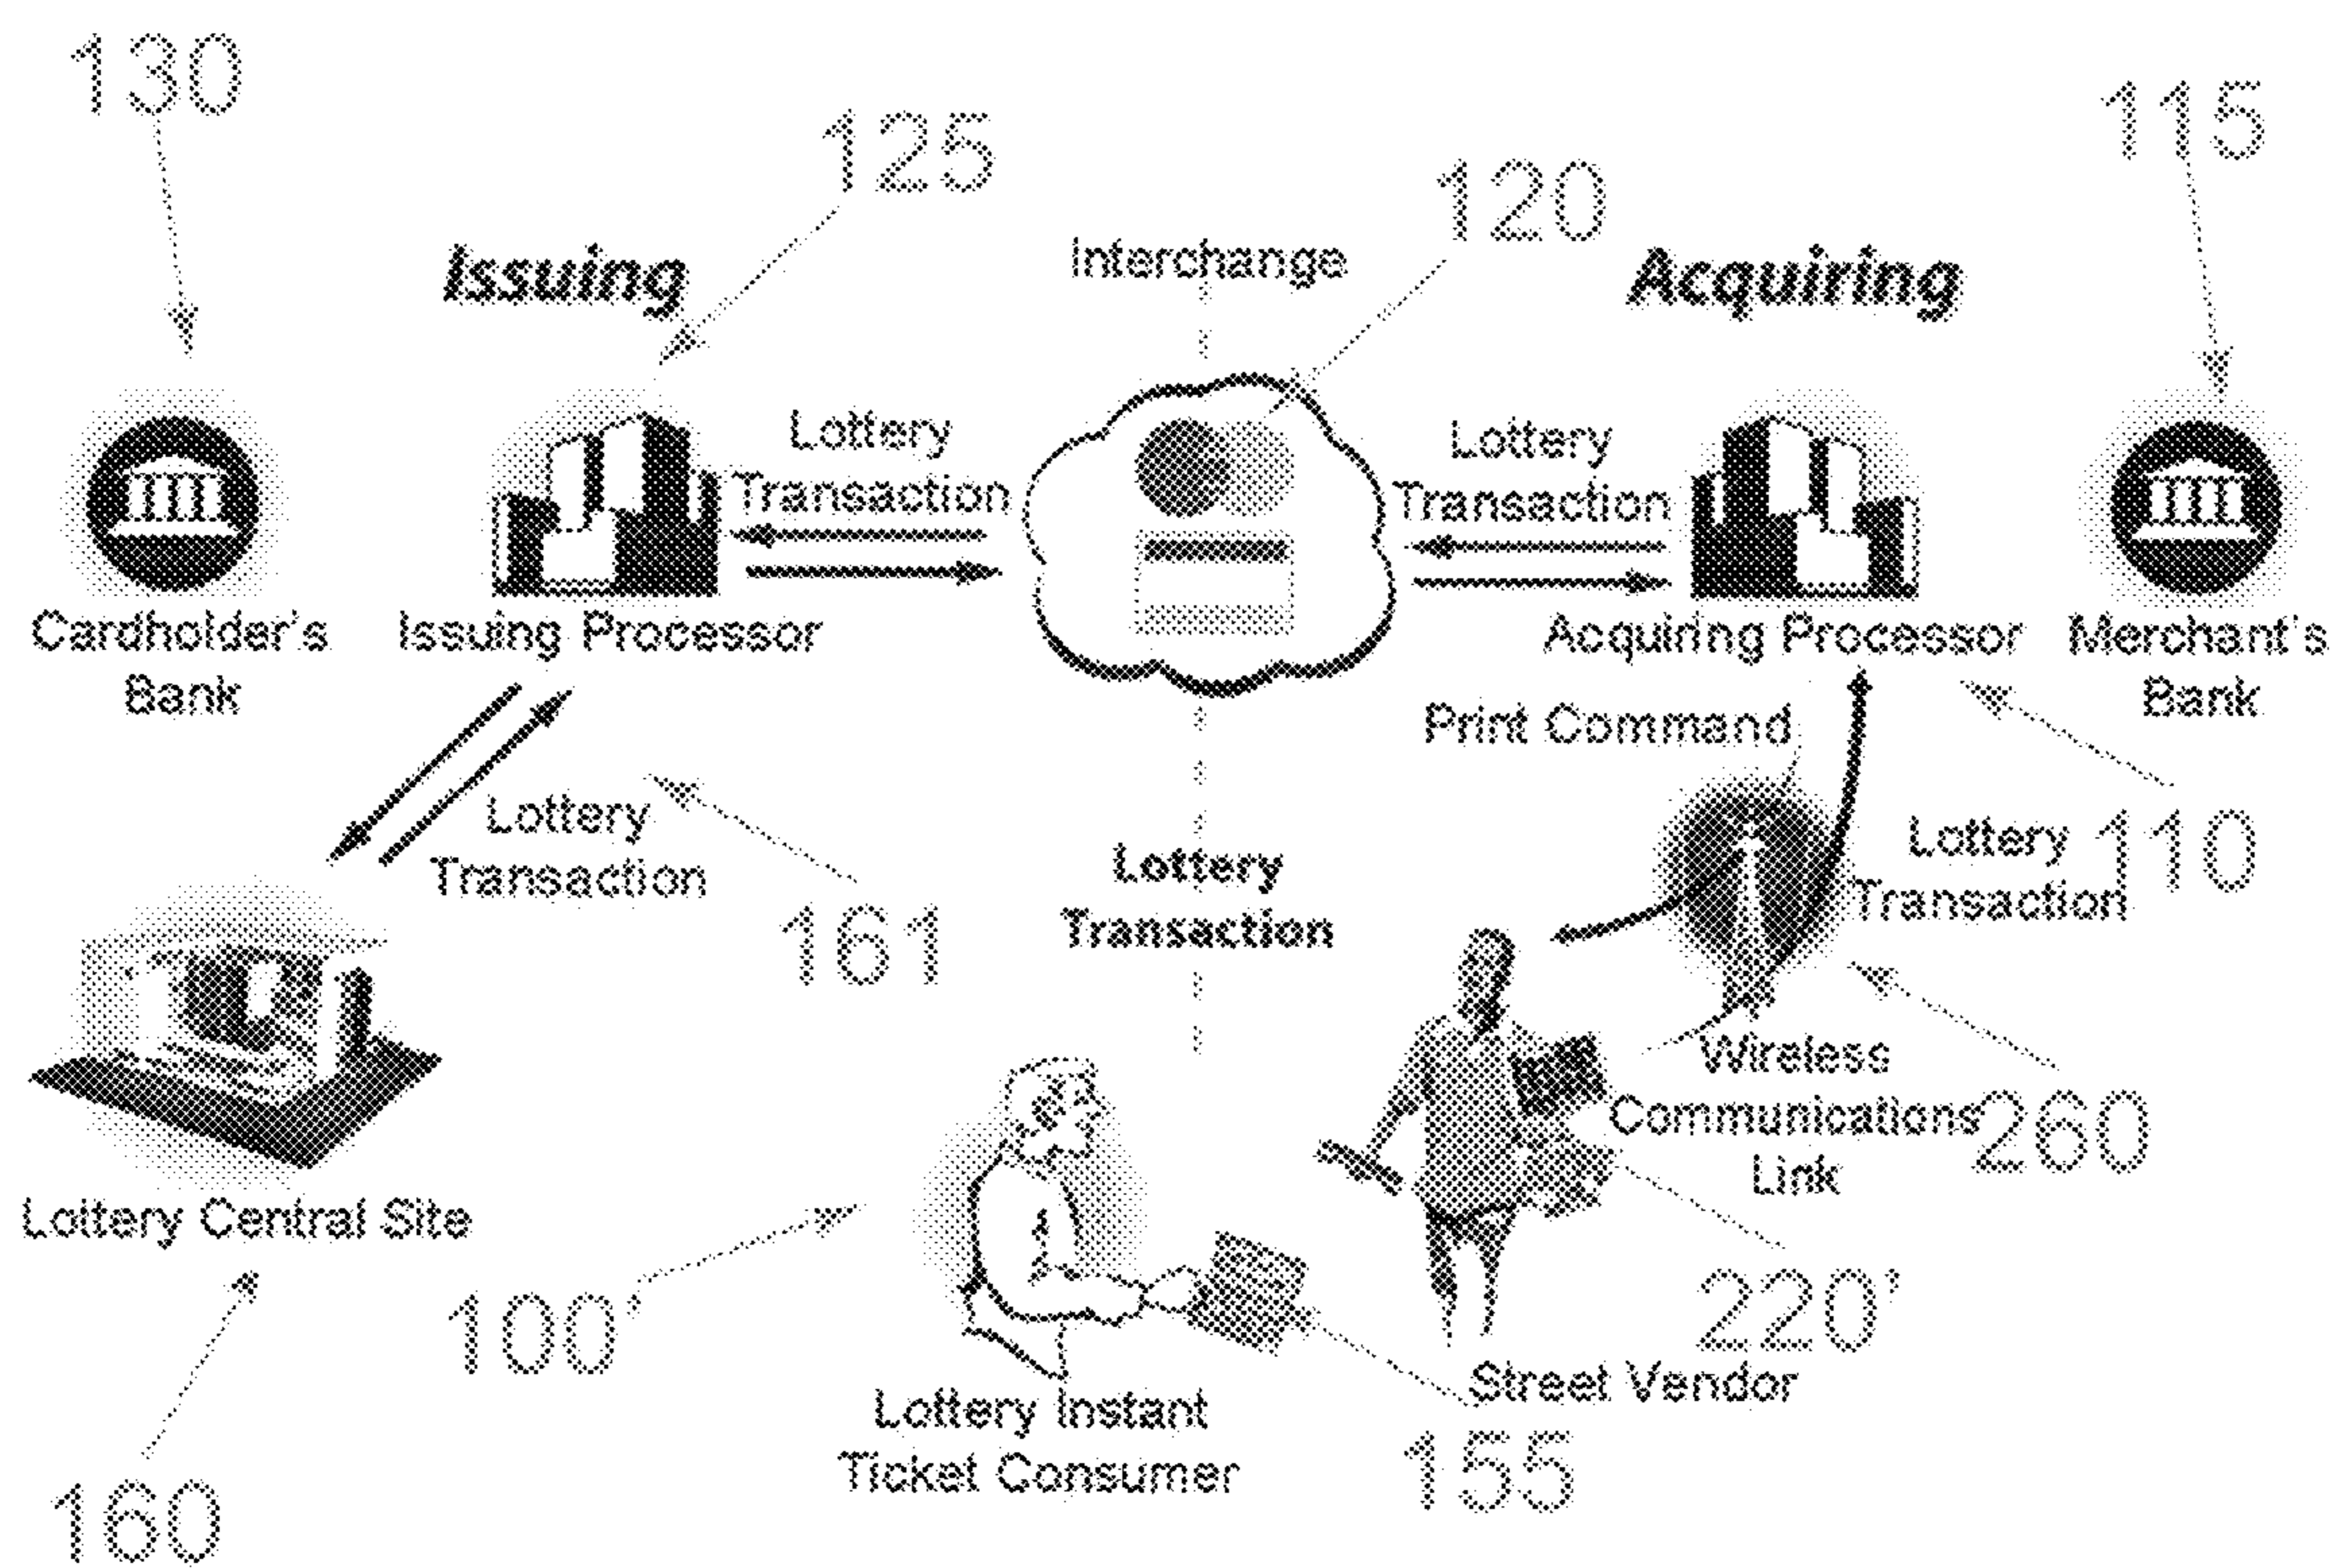 130
125
115
120
Issuing
Interchange
Acquiring
Lottery
Transaction
Lottery
Transaction
Cardholder's
Bank
Issuing Processor
Acquiring Processor
Merchant's
Bank
Print Command
Lottery
Transaction
161
Lottery
Transaction
Lottery
Transaction
110
Wireless
Communications
Link
260
Lottery Central Site
100'
220'
Street Vendor
Lottery Instant
Ticket Consumer
155
160